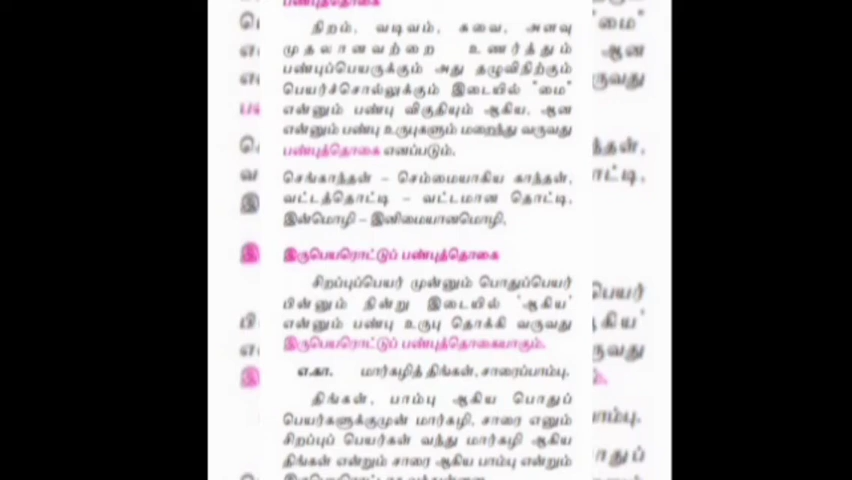 பண்புத்தொகை
நிறம், வடிவம், சுவை, அளவு
முதலானவற்றை உணர்த்தும்
பண்புப்பெயருக்கும் அது தழுவிநிற்கும்
பெயர்ச்சொல்லுக்கும் இடையில் "மை"
என்னும் பண்பு விகுதியும் ஆகிய, ஆன
என்னும் பண்பு உருபுகளும் மறைந்து வருவது
பண்புத்தொகை எனப்படும்.
செங்காந்தள் – செம்மையாகிய காந்தள்,
வட்டத்தொட்டி – வட்டமான தொட்டி,
இன்மொழி – இனிமையானமொழி.
இருபெயரொட்டுப் பண்புத்தொகை
சிறப்புப்பெயர் முன்னும் பொதுப்பெயர்
பின்னும் நின்று இடையில் 'ஆகிய'
என்னும் பண்பு உருபு தொக்கி வருவது
இருபெயரொட்டுப் பண்புத்தொகையாகும்.
எ.கா. மார்கழித் திங்கள், சாரைப்பாம்பு.
திங்கள், பாம்பு ஆகிய பொதுப்
பெயர்களுக்குமுன் மார்கழி, சாரை எனும்
சிறப்புப் பெயர்கள் வந்து மார்கழி ஆகிய
திங்கள் என்றும் சாரை ஆகிய பாம்பு என்றும்